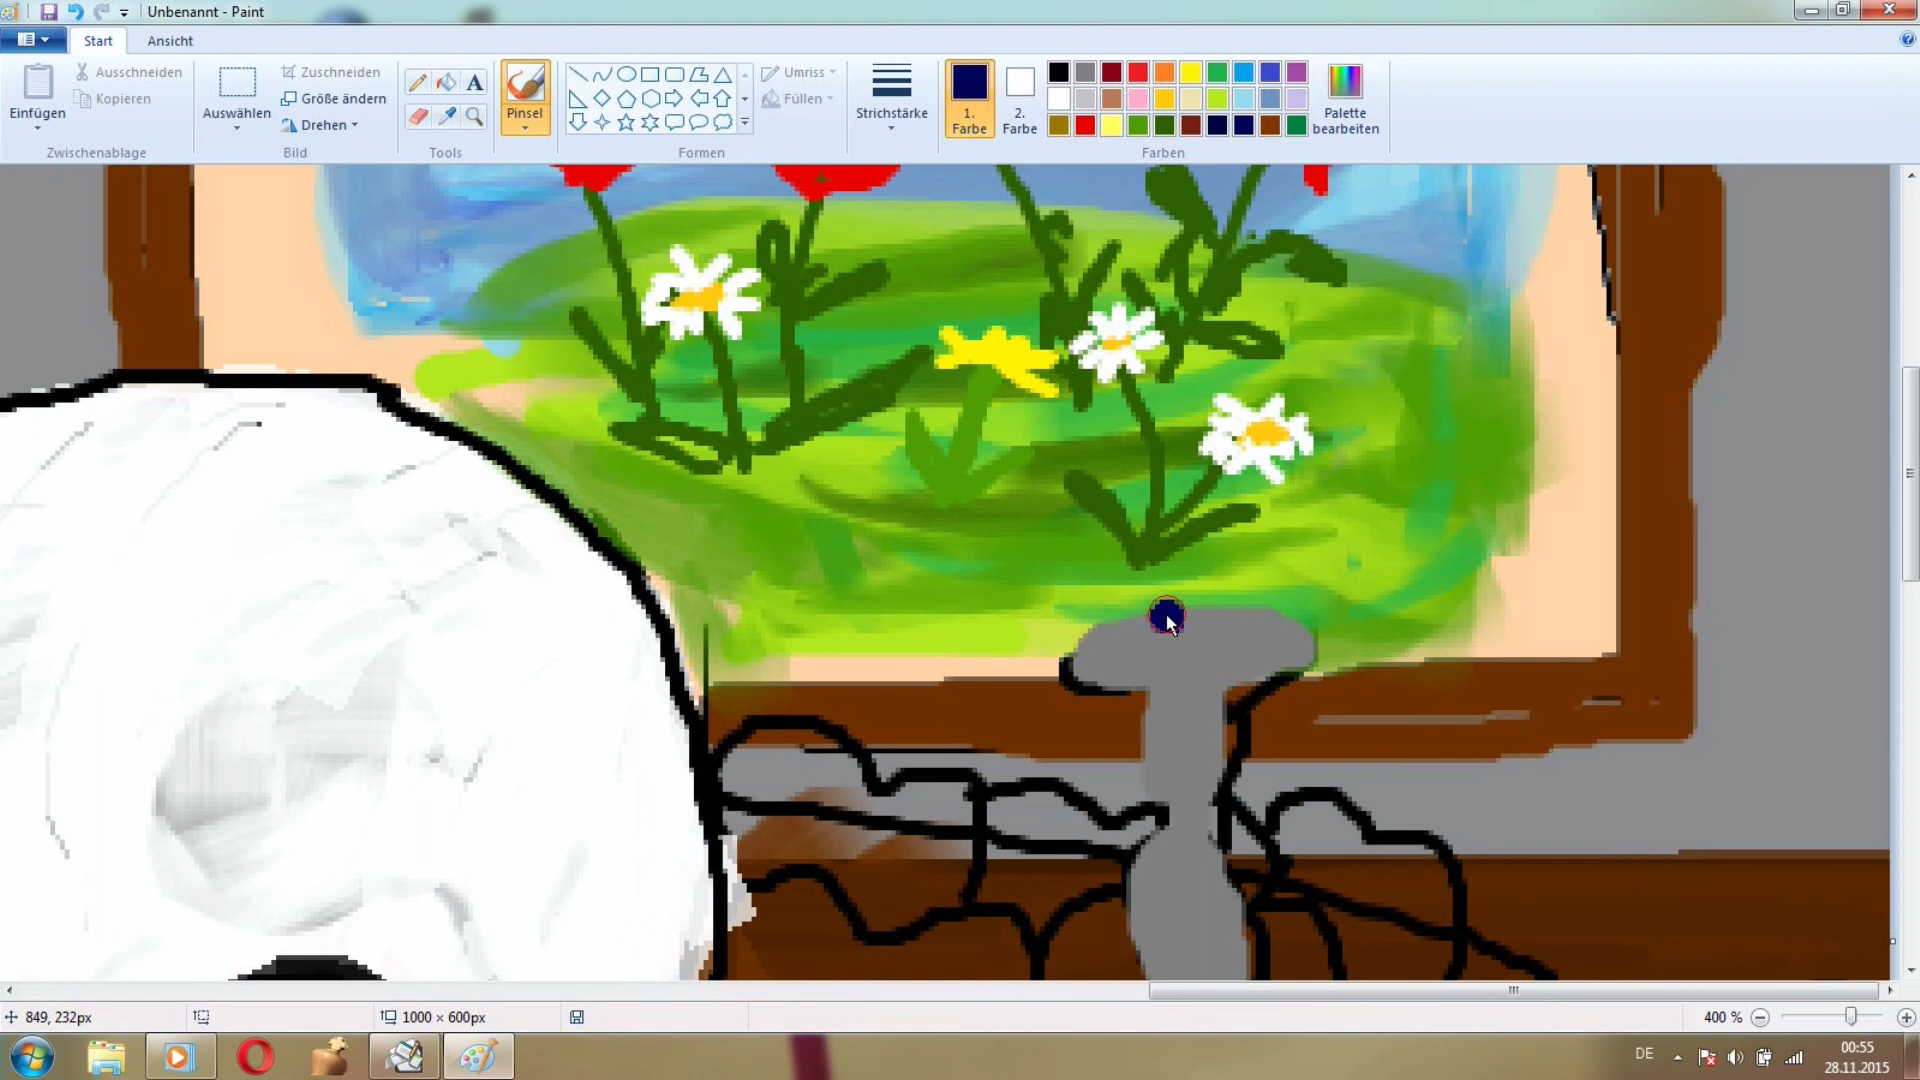 Unbenannt - Paint
Start
Ansicht
Einfügen
Ausschneiden
Kopieren
Zwischenablage
Auswählen
Zuschneiden
Größe ändern
Drehen
Bild
A
Tools
Pinsel
Umriss
Füllen
Formen
Strichstärke
1.
Farbe
2.
Farbe
Palette
bearbeiten
Farben
849, 232px
1000 × 600px
400 %
DE
00:55
28.11.2015